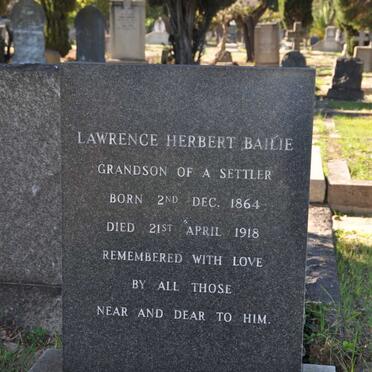 LAWRENCE HERBERT BAILIE
GRANDSON OF A SETTLER
BORN 2ND DEC. 1864
DIED 21ST APRIL 1918
REMEMBERED WITH LOVE
BY ALL THOSE
NEAR AND DEAR TO HIM.